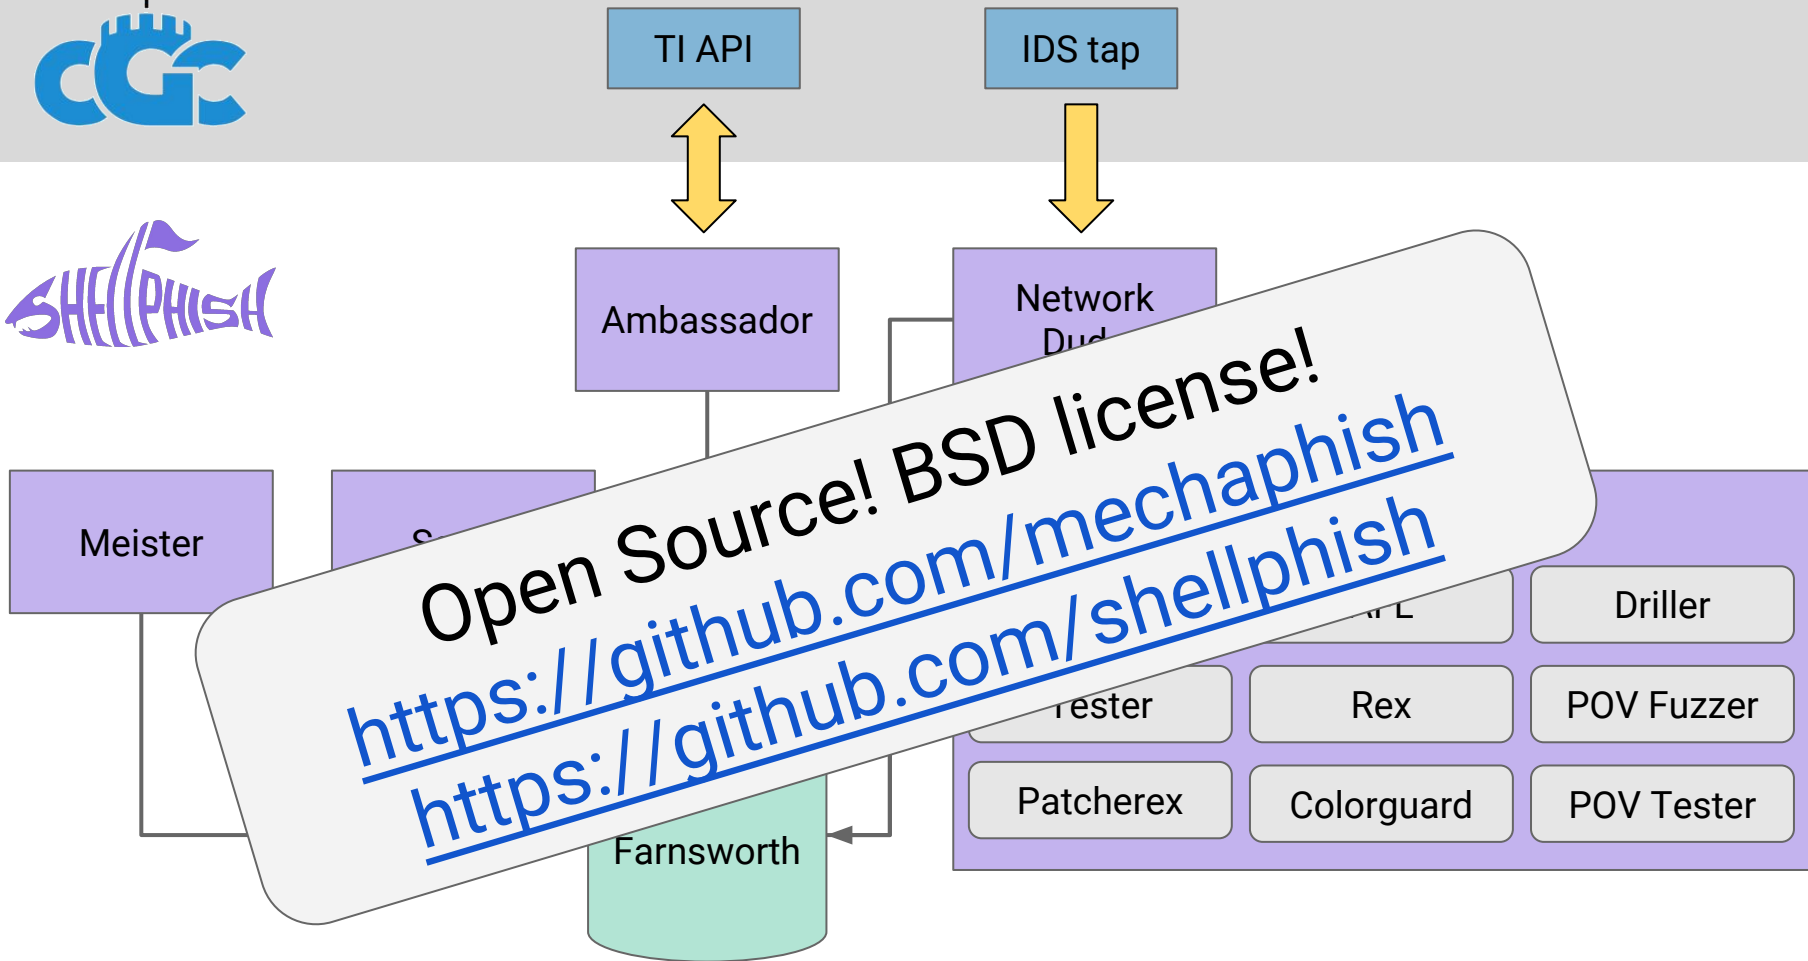 CGC
TI API
IDS tap
SHELLPHISH
Ambassador
Network
Meister
Open Source! BSD license!
https://github.com/mechaphish
https://github.com/shellphish
Driller
Tester
Rex
POV Fuzzer
Patcherex
Colorguard
POV Tester
Farnsworth